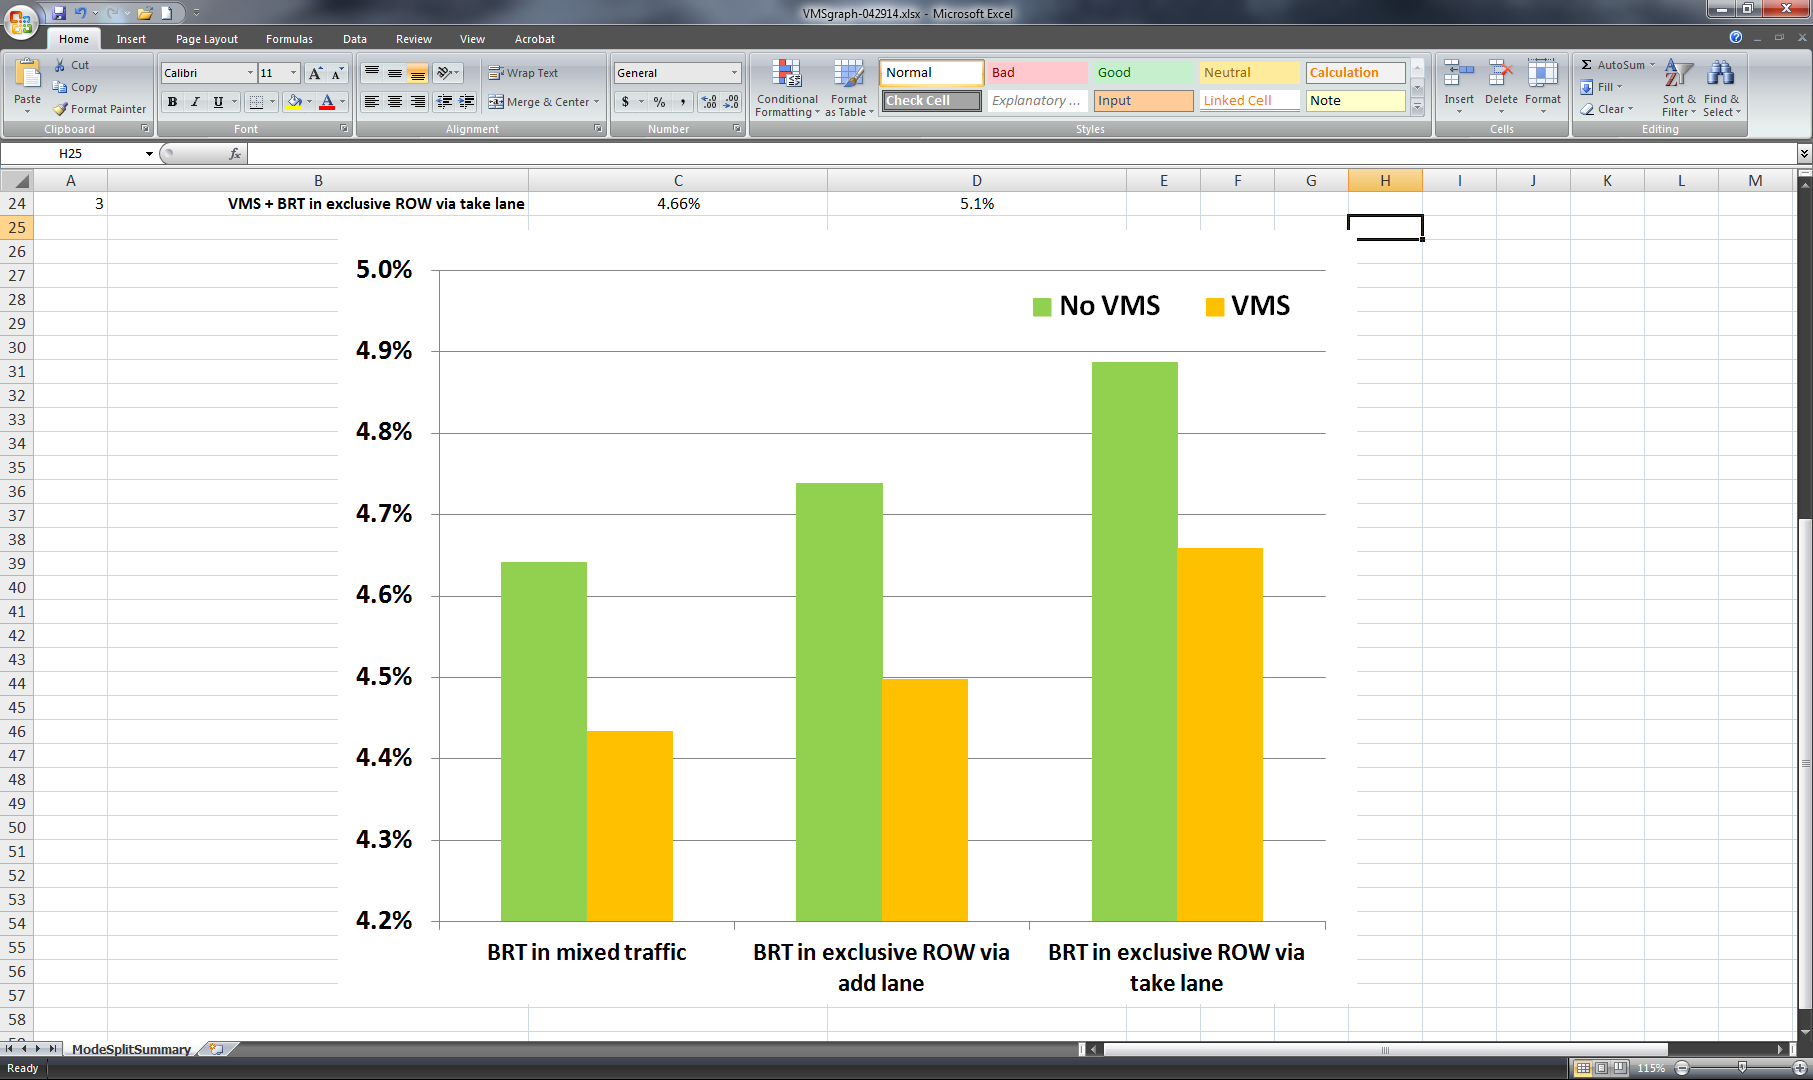 VMSgraph-042914.xlsx - Microsoft Excel
Home Insert Page Layout Formulas Data Review View Acrobat
Paste
Cut
Copy
Format Painter
Clipboard
Calibri 11
B I U
Font
Wrap Text
Merge & Center
Alignment
General
$ % ,
Number
Conditional Formatting
Format as Table
Normal Bad Good Neutral Calculation
Check Cell Explanatory ... Input Linked Cell Note
Styles
Insert Delete Format
Cells
AutoSum
Fill
Clear
Sort & Filter
Find & Select
Editing
H25
fx
A B C D E F G H I J K L M
24 3 VMS + BRT in exclusive ROW via take lane 4.66% 5.1%
25
26
27
28
29
30
31
32
33
34
35
36
37
38
39
40
41
42
43
44
45
46
47
48
49
50
51
52
53
54
55
56
57
58
No VMS VMS
5.0%
4.9%
4.8%
4.7%
4.6%
4.5%
4.4%
4.3%
4.2%
BRT in mixed traffic
BRT in exclusive ROW via
add lane
BRT in exclusive ROW via
take lane
ModeSplitSummary
Ready
115%